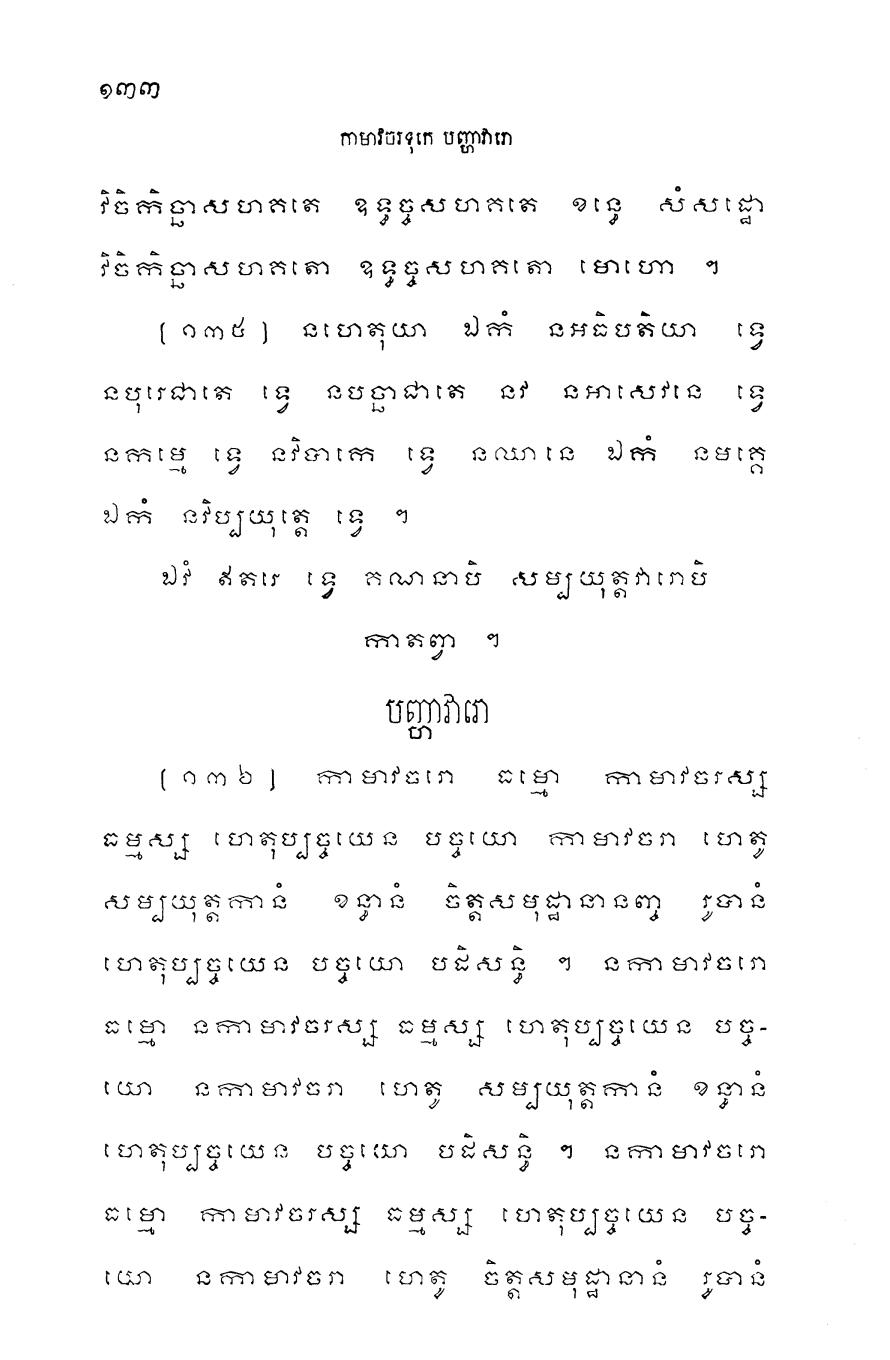 ១៣៣
កាមាវចរទុកេ បញ្ហាវារោ
វិចិកិច្ឆាសហគតេ ឧទ្ធច្ចសហគតេ ខន្ធេ សំសដ្ឋោ
វិចិកិច្ឆាសហគតោ ឧទ្ធច្ចសហគតោ មោហោ ។
[ ១៣៥ ] នហេតុយា ឯកំ នអធិបតិយា ទ្វេ
នបុរេជាតេ ទ្វេ នបច្ឆាជាតេ នវ នអាសេវនេ ទ្វេ
នកម្មេ ទ្វេ នវិបាកេ ទ្វេ នឈានេ ឯកំ នមគ្គេ
ឯកំ នវិប្បយុត្តេ ទ្វេ ។
ឯវំ ឥតរេ ទ្វេ គណនាបិ សម្បយុត្តវារោបិ
កាតព្វា ។
បញ្ហាវារោ
[ ១៣៦ ] កាមាវចរោ ធម្មោ កាមាវចរស្ស
ធម្មស្ស ហេតុប្បច្ចយេន បច្ចយោ កាមាវចរា ហេតូ
សម្បយុត្តកានំ ខន្ធានំ ចិត្តសមុដ្ឋានានញ្ច រូបានំ
ហេតុប្បច្ចយេន បច្ចយោ បដិសន្ធិ ។ នកាមាវចរោ
ធម្មោ នកាមាវចរស្ស ធម្មស្ស ហេតុប្បច្ចយេន បច្ច-
យោ នកាមាវចរា ហេតូ សម្បយុត្តកានំ ខន្ធានំ
ហេតុប្បច្ចយេន បច្ចយោ បដិសន្ធិ ។ នកាមាវចរោ
ធម្មោ កាមាវចរស្ស ធម្មស្ស ហេតុប្បច្ចយេន បច្ច-
យោ នកាមាវចរា ហេតូ ចិត្តសមុដ្ឋានានំ រូបានំ